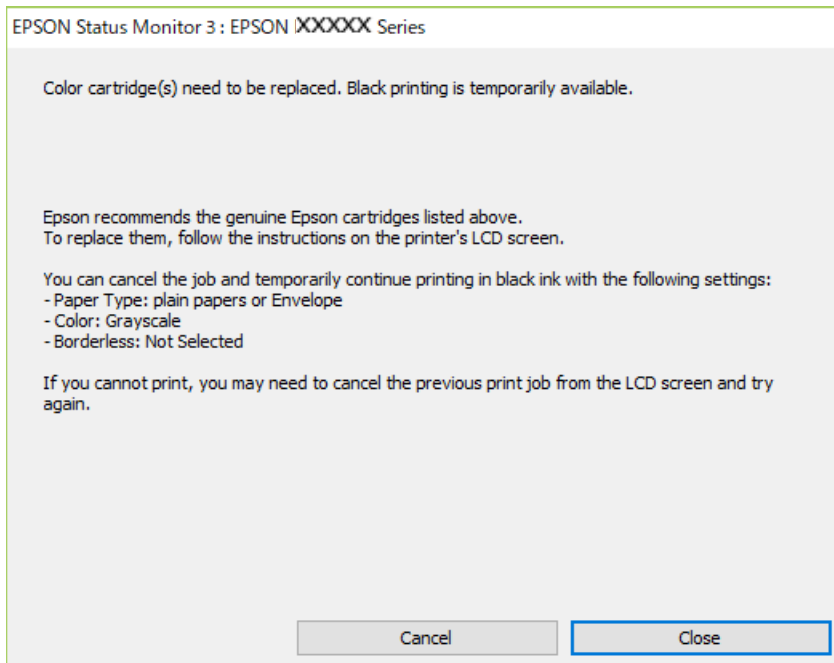 EPSON Status Monitor 3 : EPSON XXXXX Series
Color cartridge(s) need to be replaced. Black printing is temporarily available.
Epson recommends the genuine Epson cartridges listed above.
To replace them, follow the instructions on the printer's LCD screen.
You can cancel the job and temporarily continue printing in black ink with the following settings:
- Paper Type: plain papers or Envelope
- Color: Grayscale
- Borderless: Not Selected
If you cannot print, you may need to cancel the previous print job from the LCD screen and try
again.
Cancel
Close